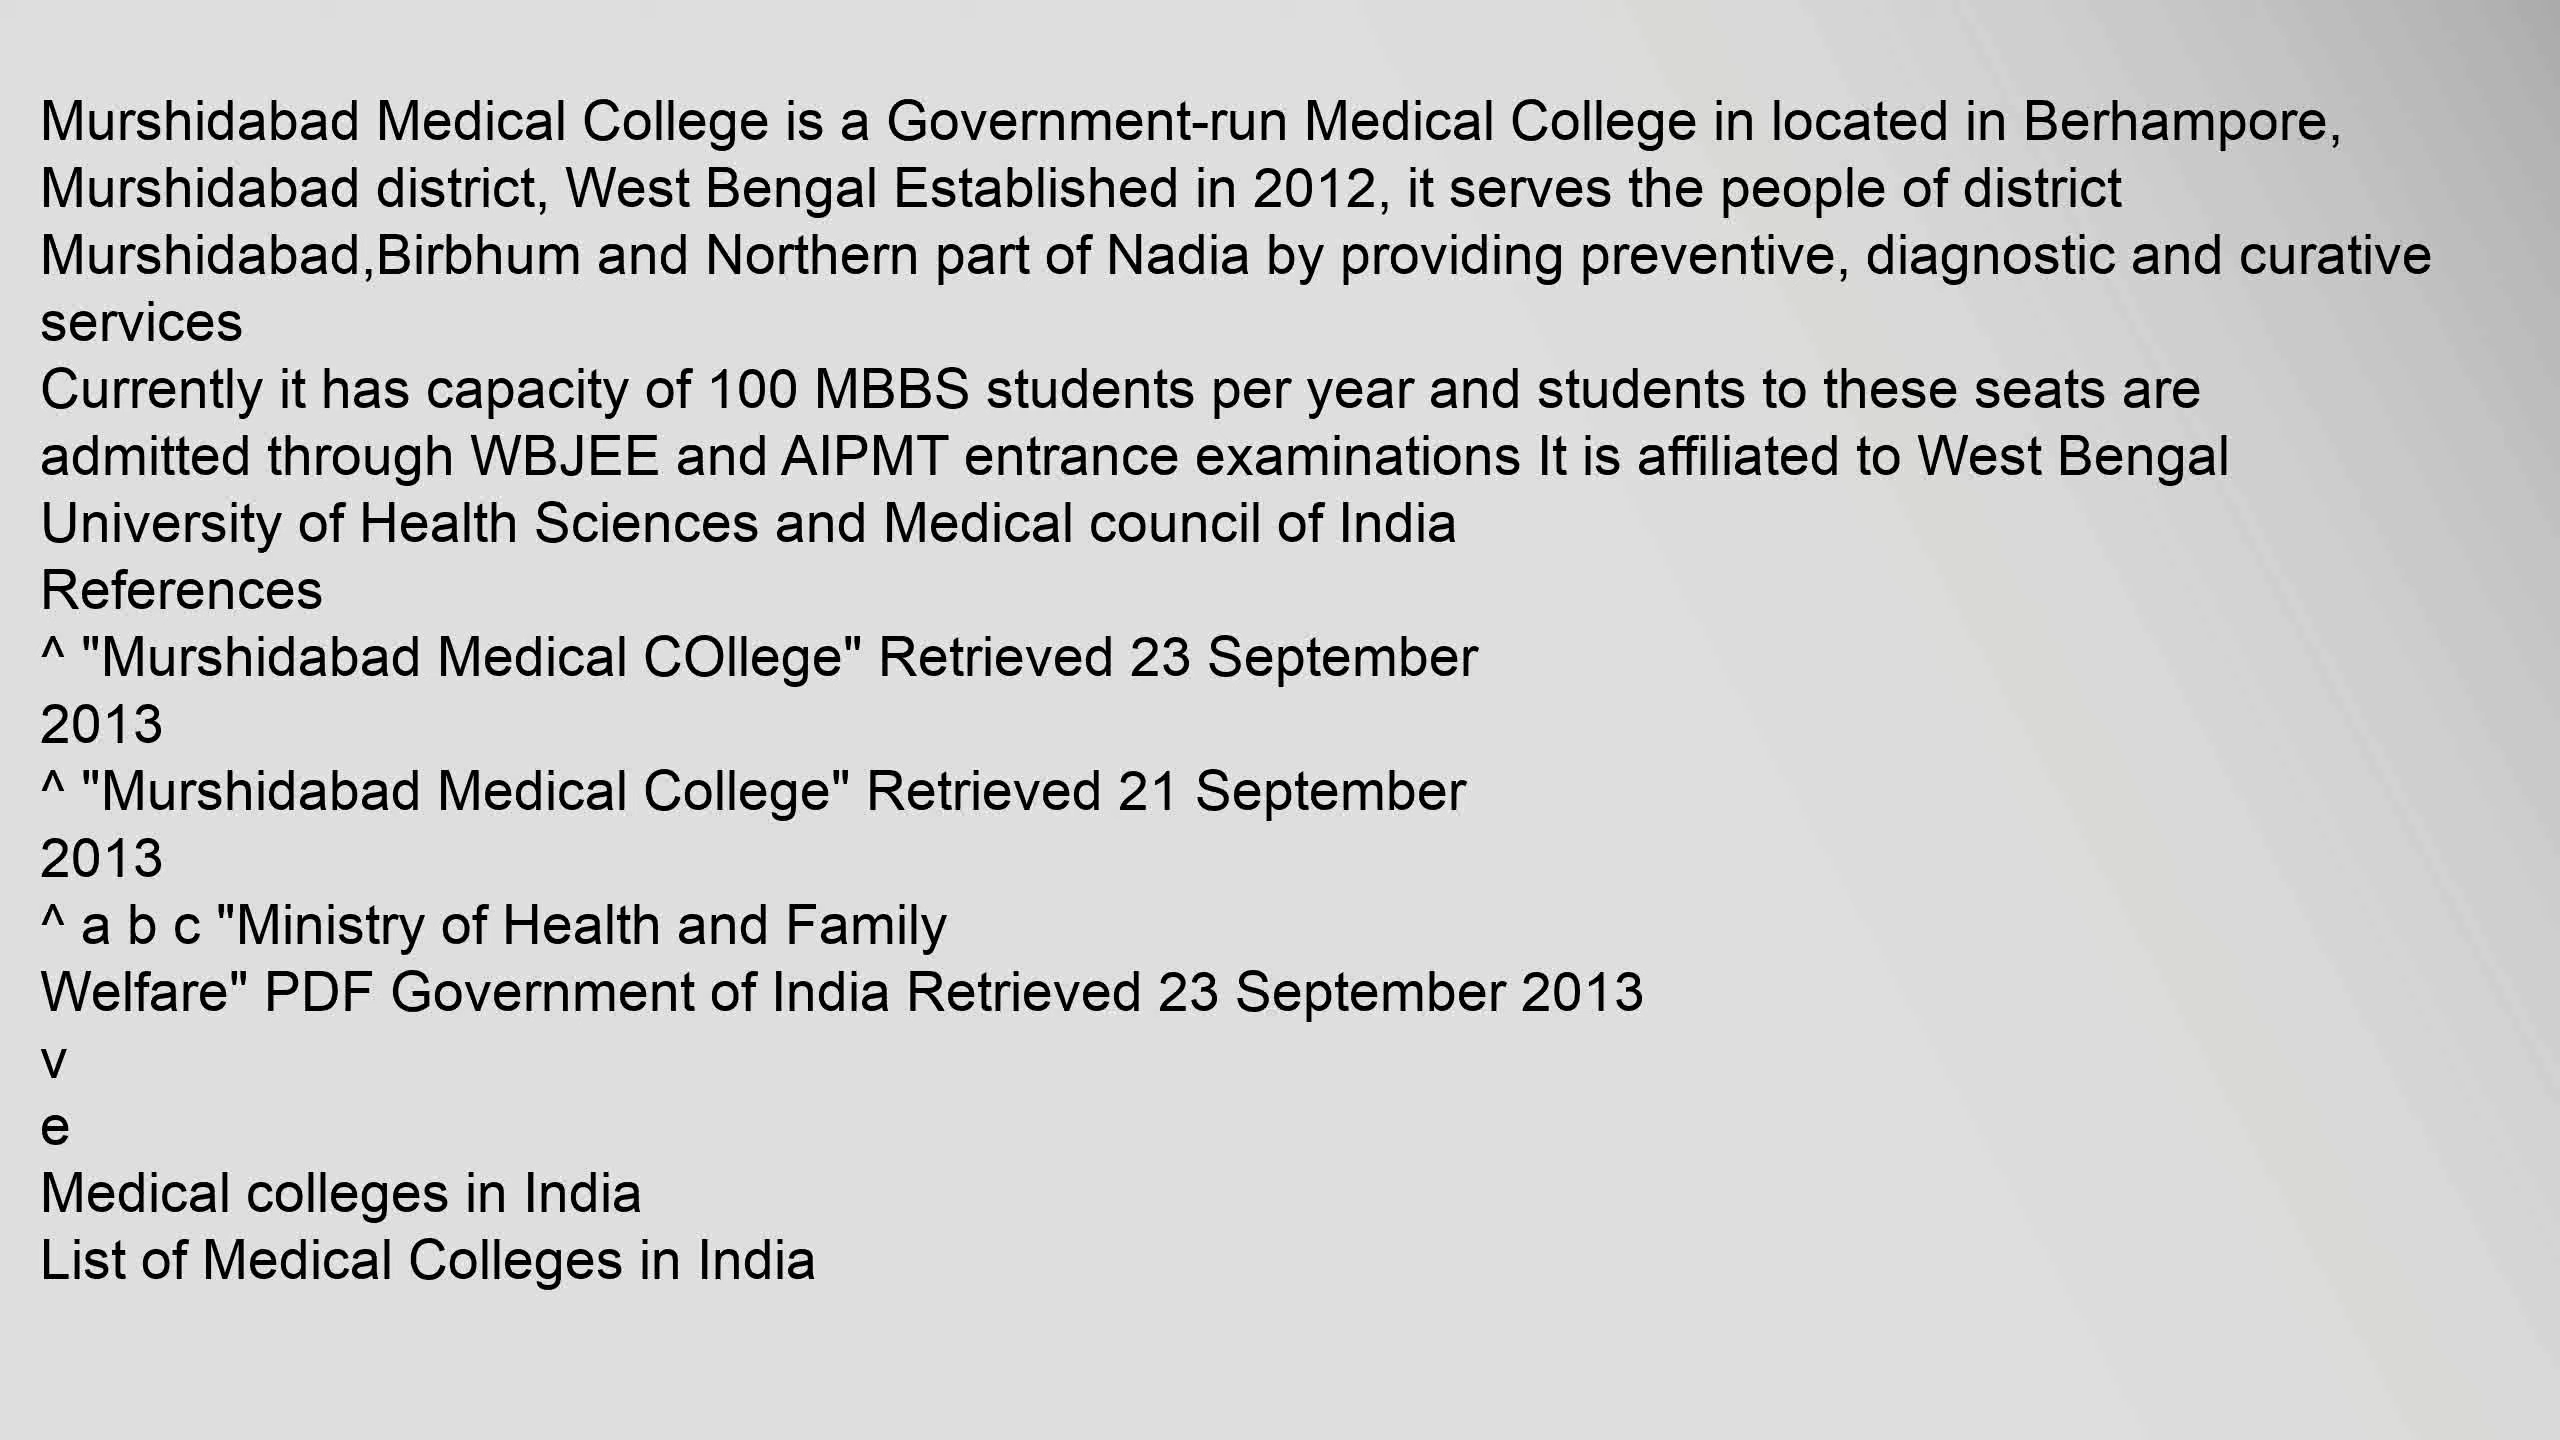 Murshidabad Medical College is a Government-run Medical College in located in Berhampore,
Murshidabad district, West Bengal Established in 2012, it serves the people of district
Murshidabad,Birbhum and Northern part of Nadia by providing preventive, diagnostic and curative
services
Currently it has capacity of 100 MBBS students per year and students to these seats are
admitted through WBJEE and AIPMT entrance examinations It is affiliated to West Bengal
University of Health Sciences and Medical council of India
References
^ "Murshidabad Medical COllege" Retrieved 23 September
2013
^ "Murshidabad Medical College" Retrieved 21 September
2013
^ a b c "Ministry of Health and Family
Welfare" PDF Government of India Retrieved 23 September 2013
v
e
Medical colleges in India
List of Medical Colleges in India